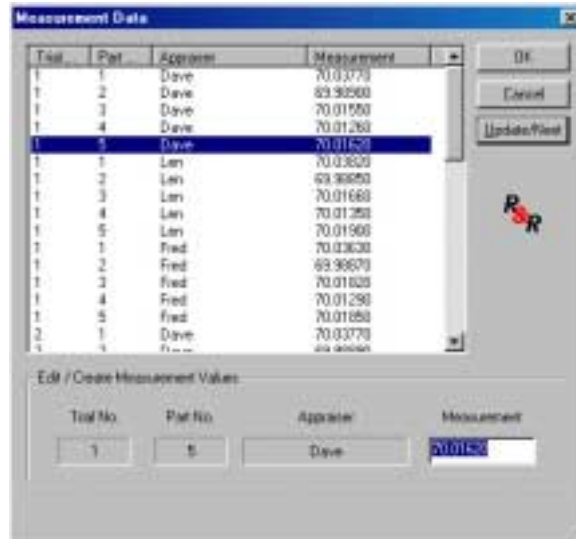 Measurement Data
Trial... Part... Appraiser Measurement
1 1 Dave 70.03770
1 2 Dave 69.98900
1 3 Dave 70.01550
1 4 Dave 70.01260
1 5 Dave 70.01620
1 1 Len 70.03820
1 2 Len 69.98850
1 3 Len 70.01660
1 4 Len 70.01350
1 5 Len 70.01900
1 1 Fred 70.03630
1 2 Fred 69.98870
1 3 Fred 70.01820
1 4 Fred 70.01290
1 5 Fred 70.01850
2 1 Dave 70.03770
OK
Cancel
Update/Next
RSR
Edit / Create Measurement Values
Trial No. Part No. Appraiser Measurement
1 5 Dave 70.01620